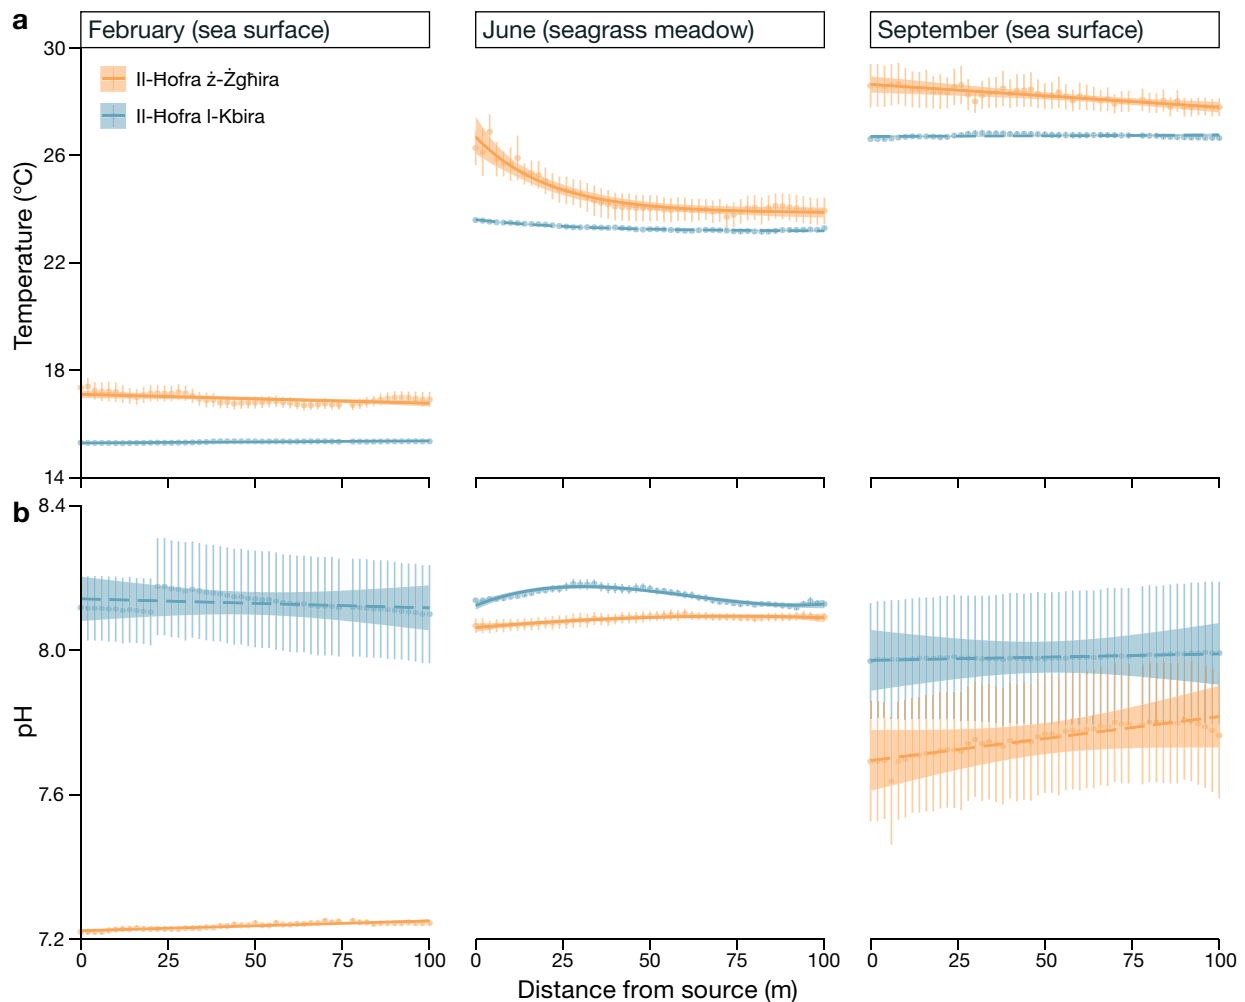 a
February (sea surface)
June (seagrass meadow)
September (sea surface)
Il-Ħofra ż-Żgħira
Il-Ħofra l-Kbira
Temperature (°C)
30
26
22
18
14
b
pH
8.4
8.0
7.6
7.2
0 25 50 75 100
0 25 50 75 100
0 25 50 75 100
Distance from source (m)